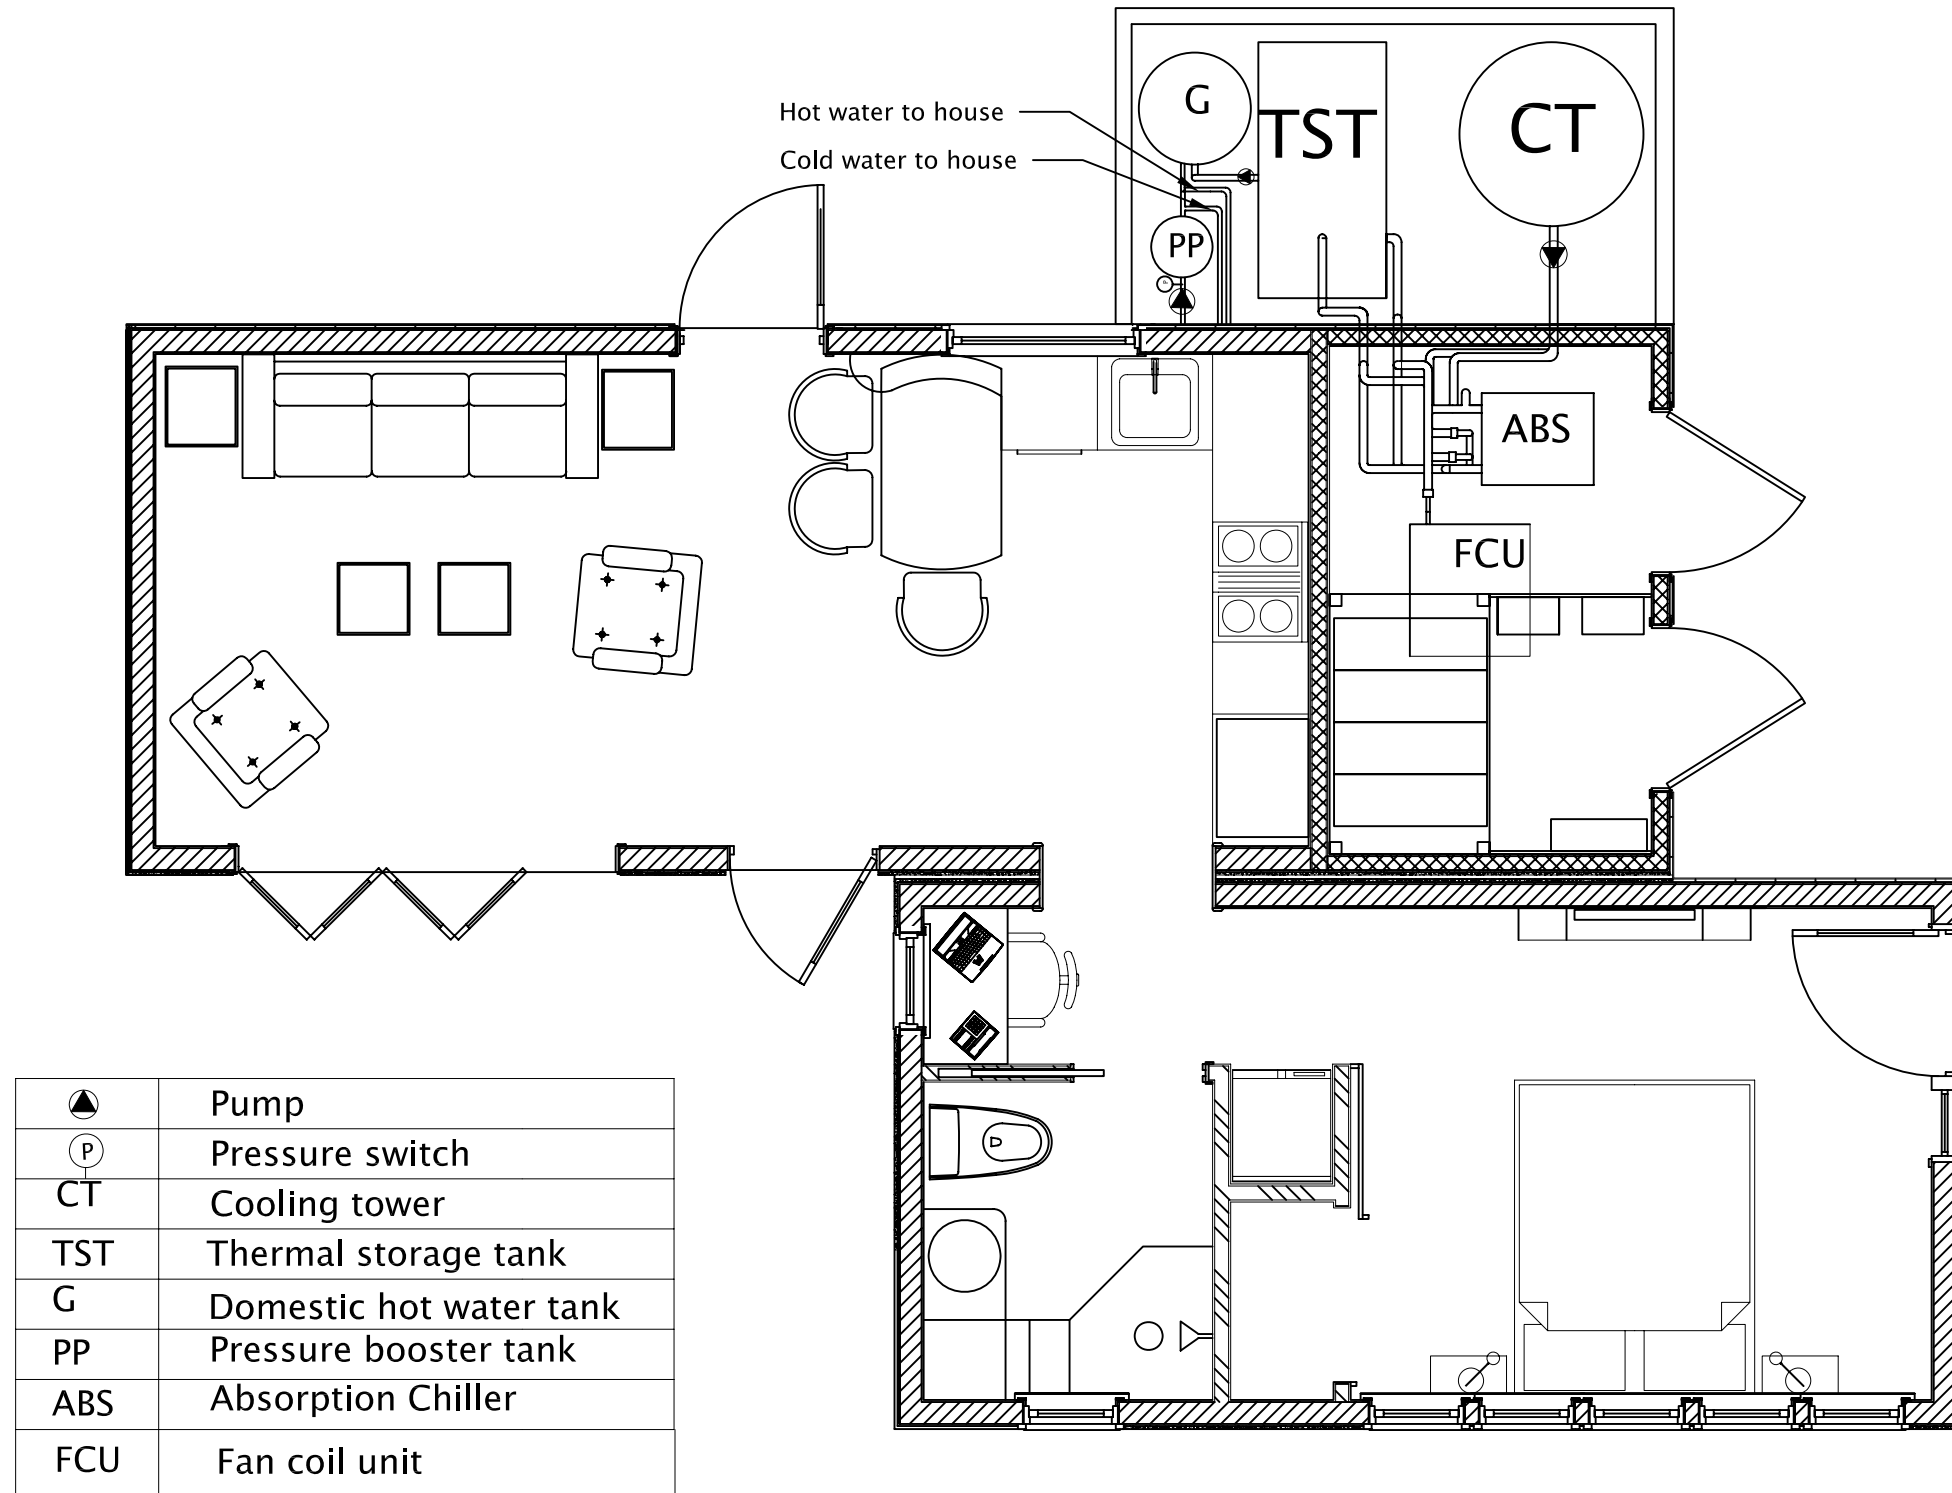 Hot water to house
Cold water to house
G
TST
CT
PP
P
ABS
FCU
Pump
P
Pressure switch
CT
Cooling tower
TST
Thermal storage tank
G
Domestic hot water tank
PP
Pressure booster tank
ABS
Absorption Chiller
FCU
Fan coil unit